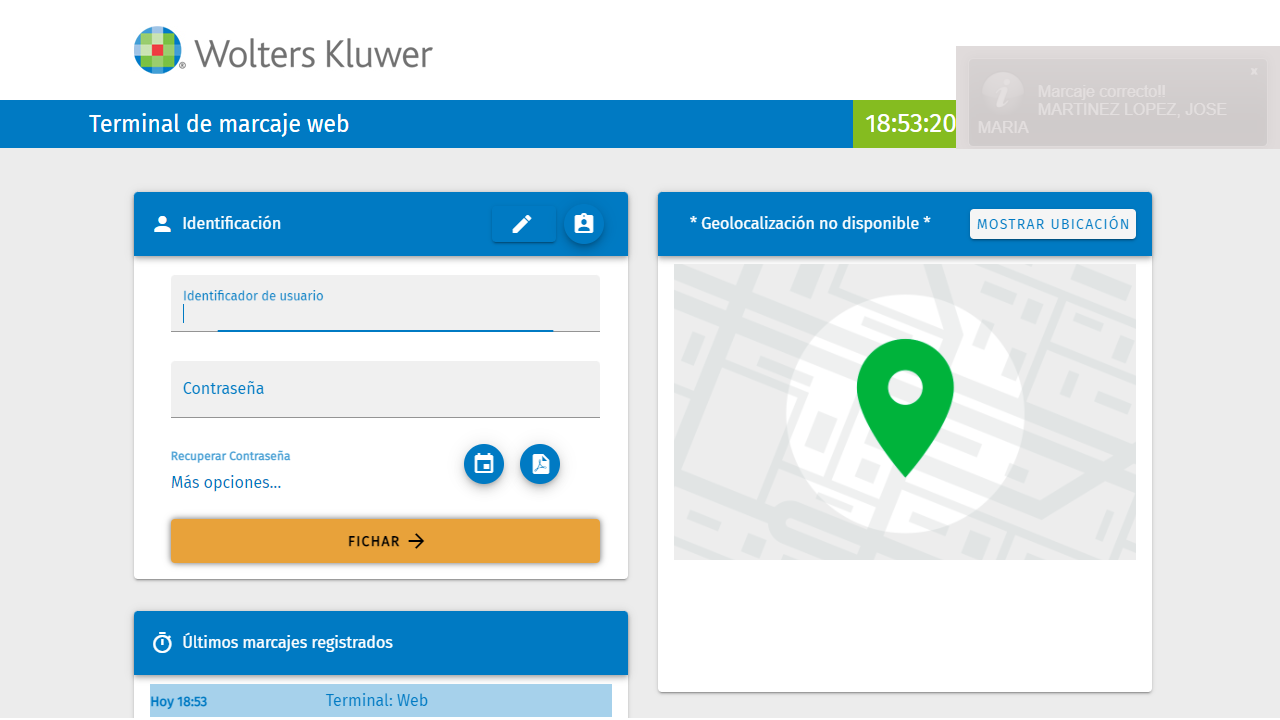 Wolters Kluwer
®
x
Marcaje correcto!!
MARTINEZ LOPEZ, JOSE
MARIA
Terminal de marcaje web
18:53:20
Identificación
Identificador de usuario
Contraseña
Recuperar Contraseña
Más opciones...
FICHAR
* Geolocalización no disponible *
MOSTRAR UBICACIÓN
Últimos marcajes registrados
Hoy 18:53 Terminal: Web